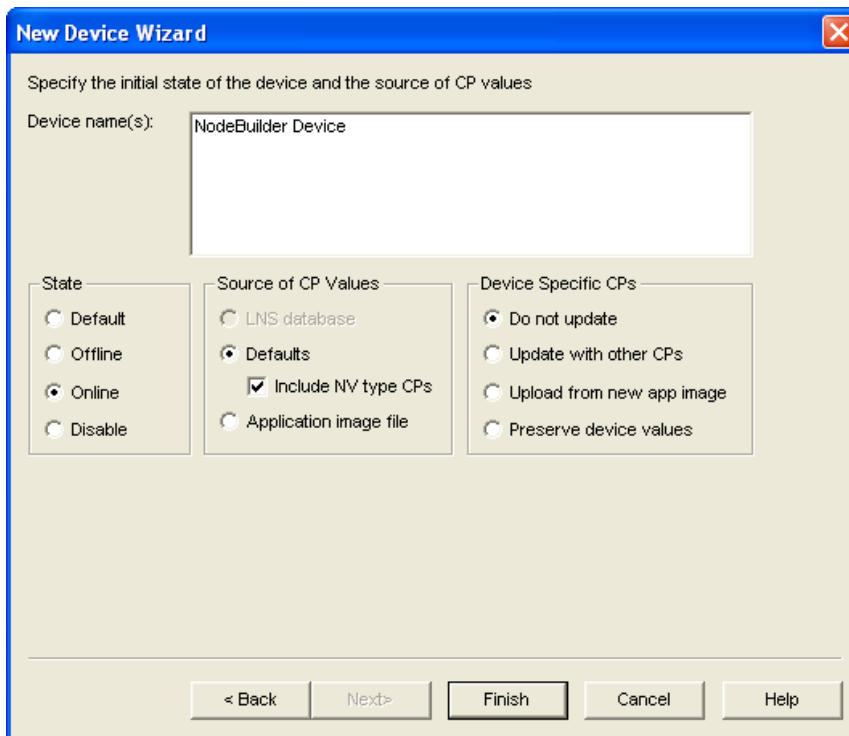 New Device Wizard
Specify the initial state of the device and the source of CP values
Device name(s):
NodeBuilder Device
State
Default
Offline
Online
Disable
Source of CP Values
LNS database
Defaults
Include NV type CPs
Application image file
Device Specific CPs
Do not update
Update with other CPs
Upload from new app image
Preserve device values
< Back
Next>
Finish
Cancel
Help